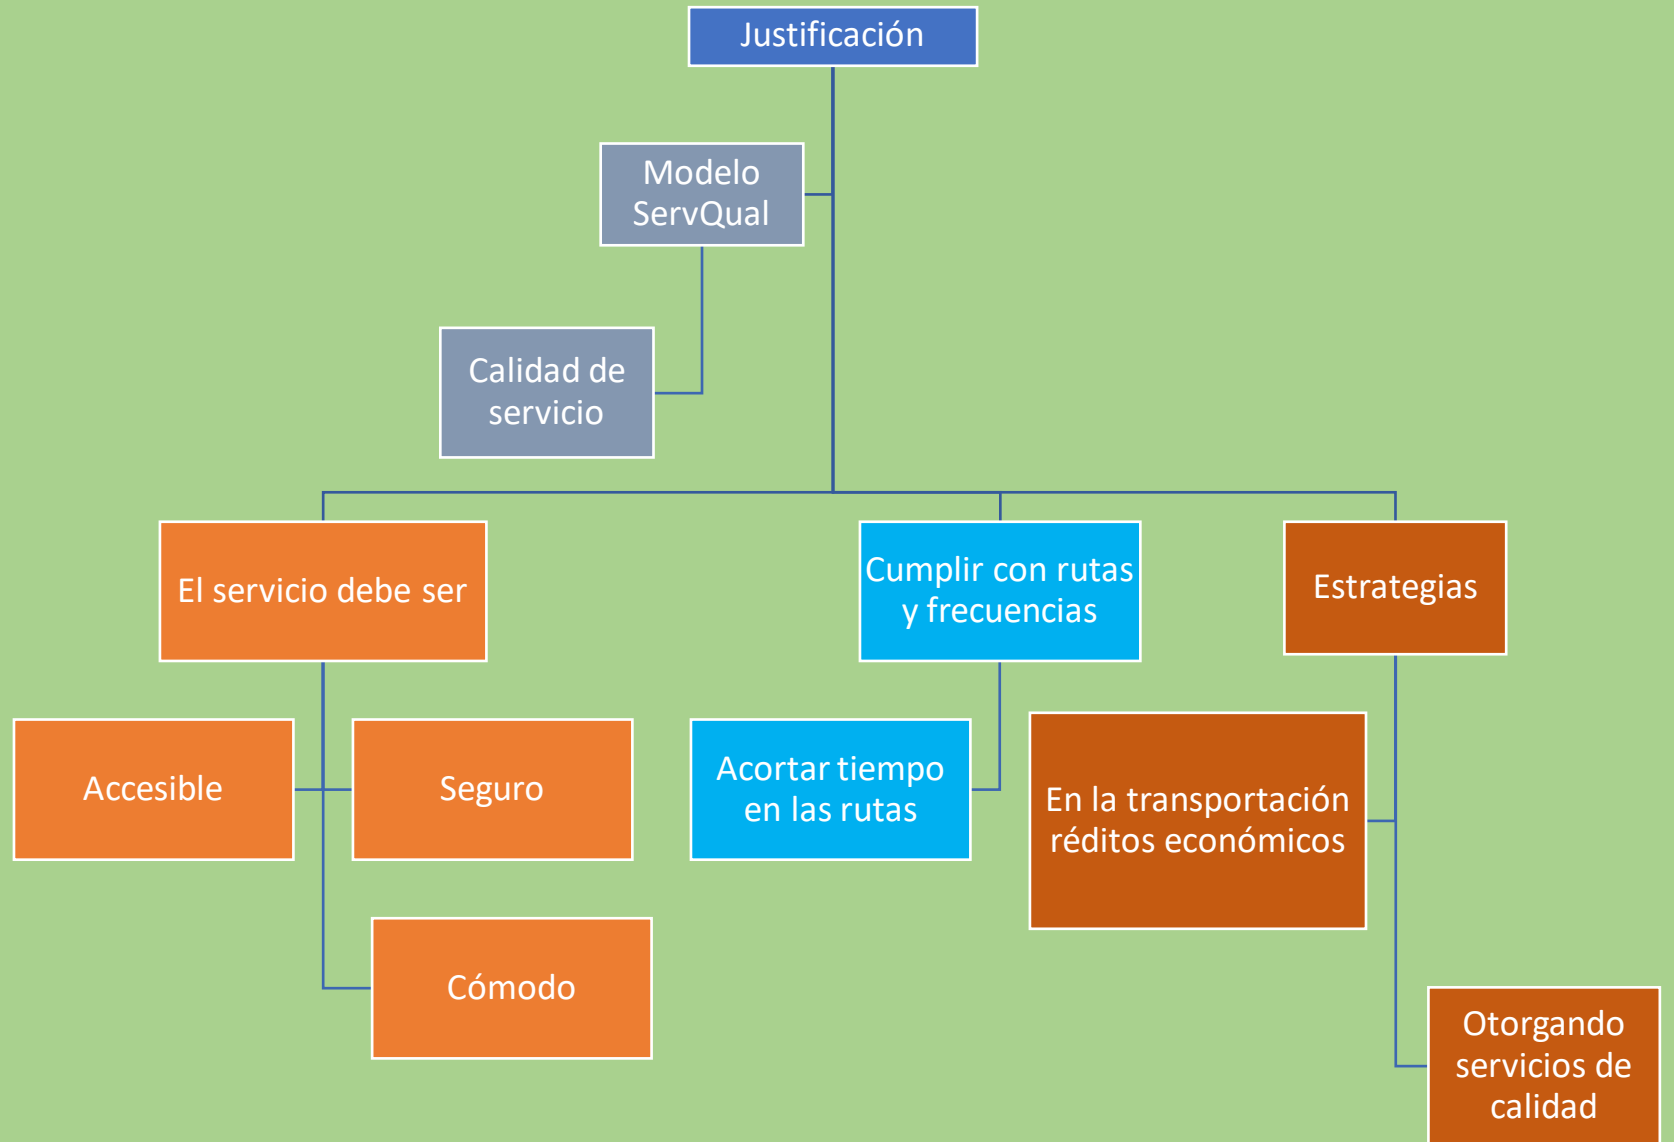 Justificación
Modelo
ServQual
Calidad de
servicio
El servicio debe ser
Cumplir con rutas
y frecuencias
Estrategias
Accesible
Seguro
Acortar tiempo
en las rutas
En la transportación
réditos económicos
Cómodo
Otorgando
servicios de
calidad